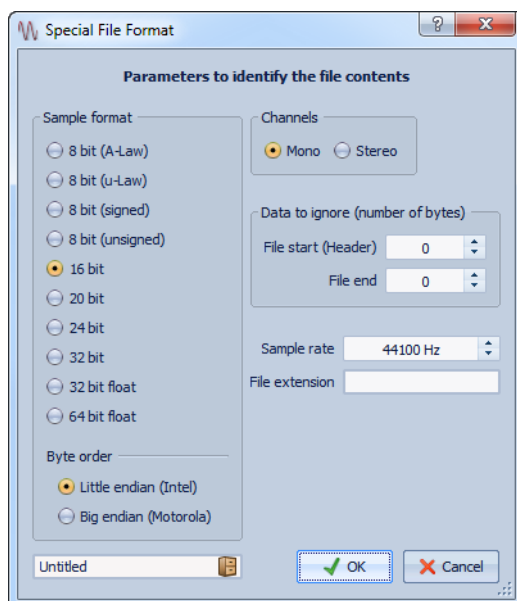 Special File Format
?
Parameters to identify the file contents
Sample format
8 bit (A-Law)
8 bit (u-Law)
8 bit (signed)
8 bit (unsigned)
16 bit
20 bit
24 bit
32 bit
32 bit float
64 bit float
Byte order
Little endian (Intel)
Big endian (Motorola)
Untitled
Channels
Mono Stereo
Data to ignore (number of bytes)
File start (Header) 0
File end 0
Sample rate 44100 Hz
File extension
OK Cancel